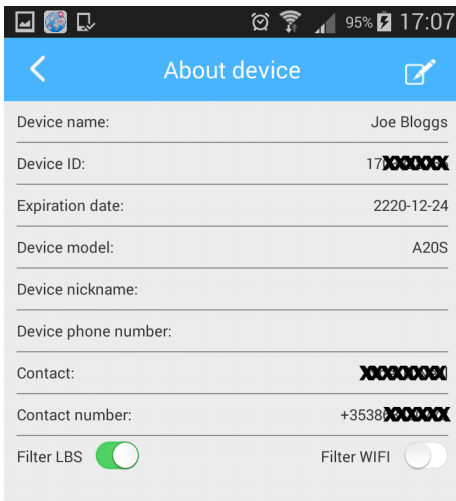 95% 17:07
About device
Device name: Joe Bloggs
Device ID: 17
Expiration date: 2220-12-24
Device model: A20S
Device nickname:
Device phone number:
Contact:
Contact number: +3538
Filter LBS Filter WIFI